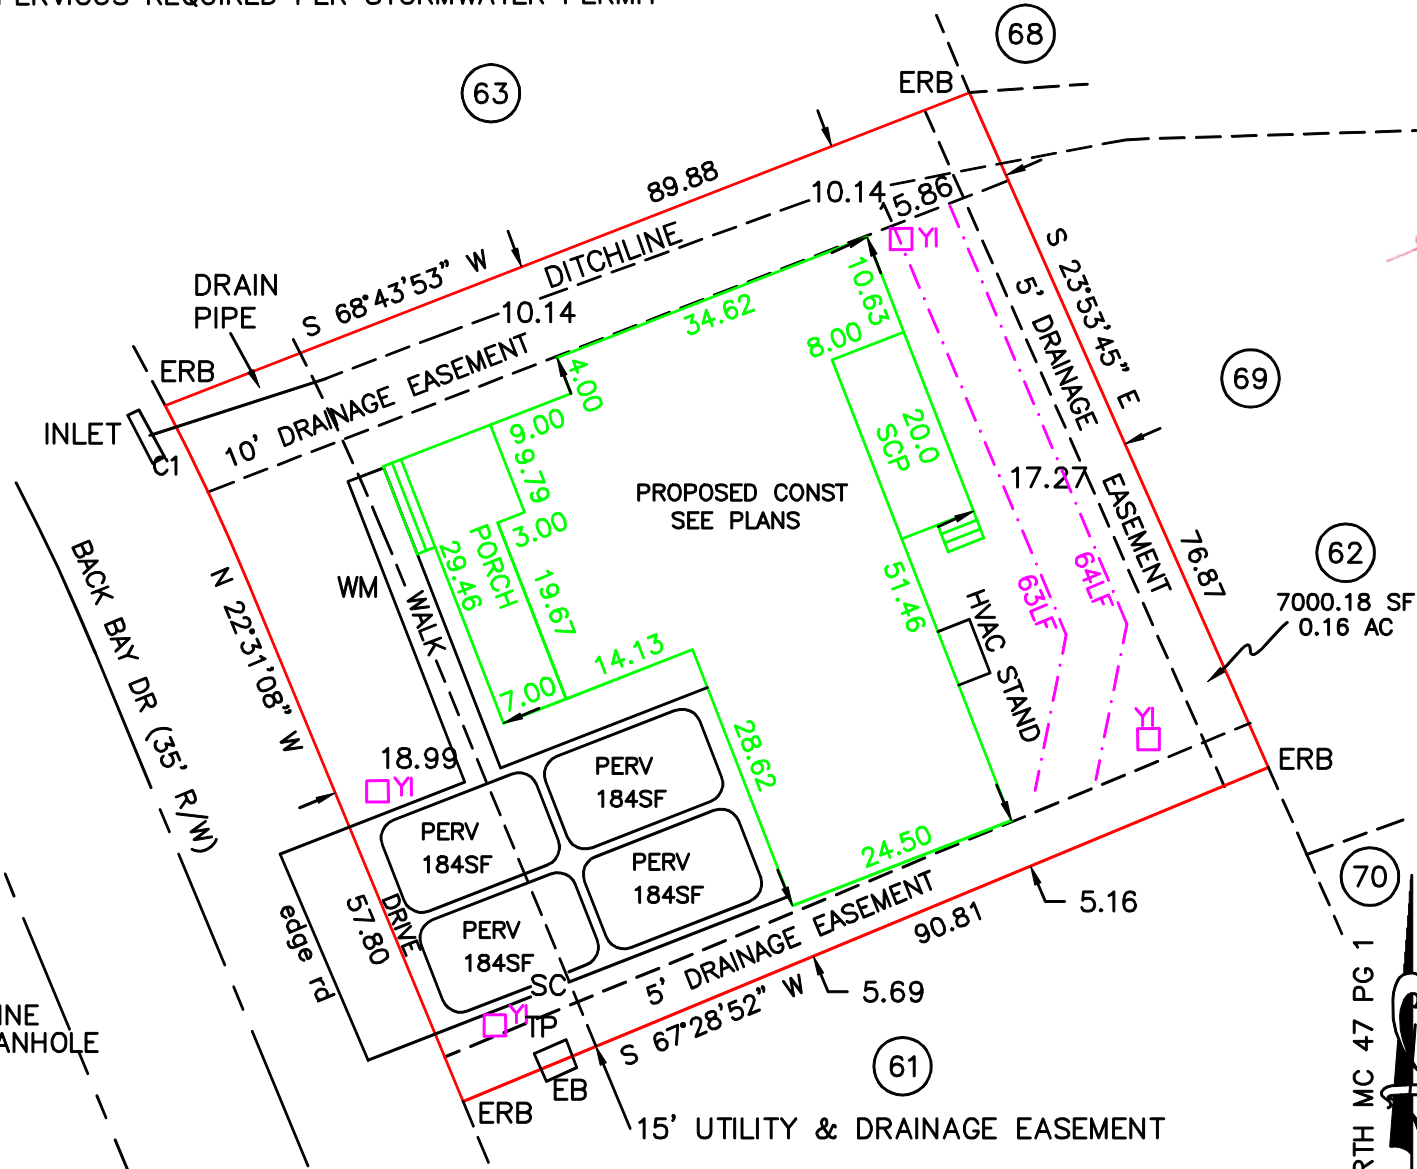 PERVIOUS REQUIRED PER STORMWATER PERMIT
68
63
ERB
89.88
10.14
15.86
YI
S 68°43'53" W
DITCHLINE
DRAIN
PIPE
10.14
ERB
INLET
C1
10' DRAINAGE EASEMENT
34.62
10.63
8.00
4.00
9.00
9.79
3.00
20.0
SCP
S 23°53'45" E
5' DRAINAGE EASEMENT
69
PROPOSED CONST
SEE PLANS
17.27
PORCH
29.46
19.67
WM
WALK
BACK BAY DR (35' R/W)
N 22°31'08" W
51.46
63LF
64LF
76.87
62
7000.18 SF
0.16 AC
HVAC STAND
14.13
7.00
18.99
YI
28.62
YI
ERB
PERV
184SF
PERV
184SF
PERV
184SF
PERV
184SF
24.50
DRIVE
57.80
edge rd
5' DRAINAGE EASEMENT
90.81
5.16
5.69
70
SC
YI
TP
S 67°28'52" W
EB
ERB
61
15' UTILITY & DRAINAGE EASEMENT
INE
ANHOLE
RTH MC 47 PG 1